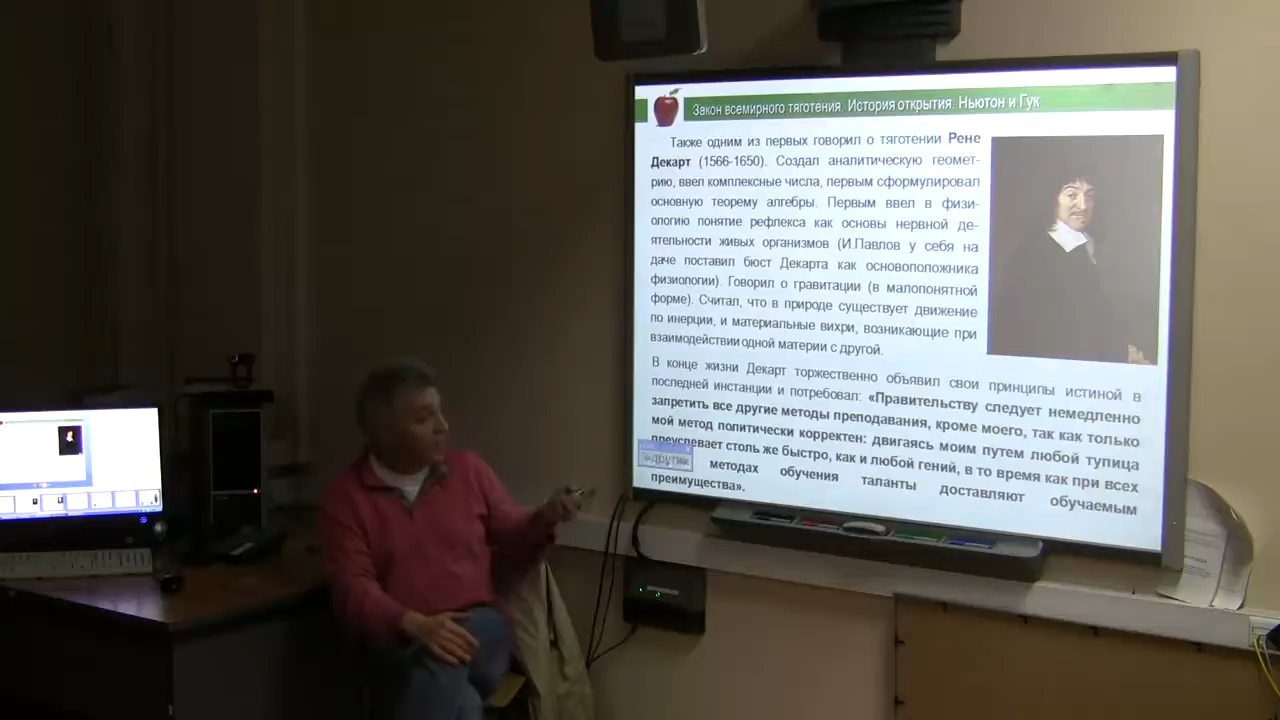 Закон всемирного тяготения. История открытия. Ньютон и Гук
Также одним из первых говорил о тяготении Рене
Декарт (1566-1650). Создал аналитическую геомет-
рию, ввел комплексные числа, первым сформулировал
основную теорему алгебры. Первым ввел в физи-
ологию понятие рефлекса как основы нервной де-
ятельности живых организмов (И.Павлов у себя на
даче поставил бюст Декарта как основоположника
физиологии). Говорил о гравитации (в малопонятной
форме). Считал, что в природе существует движение
по инерции, и материальные вихри, возникающие при
взаимодействии одной материи с другой.
В конце жизни Декарт торжественно объявил свои принципы истиной в
последней инстанции и потребовал: «Правительству следует немедленно
запретить все другие методы преподавания, кроме моего, так как только
мой метод политически корректен: двигаясь моим путем любой тупица
преуспевает столь же быстро, как и любой гений, в то время как при всех
других методах обучения таланты доставляют обучаемым
преимущества».